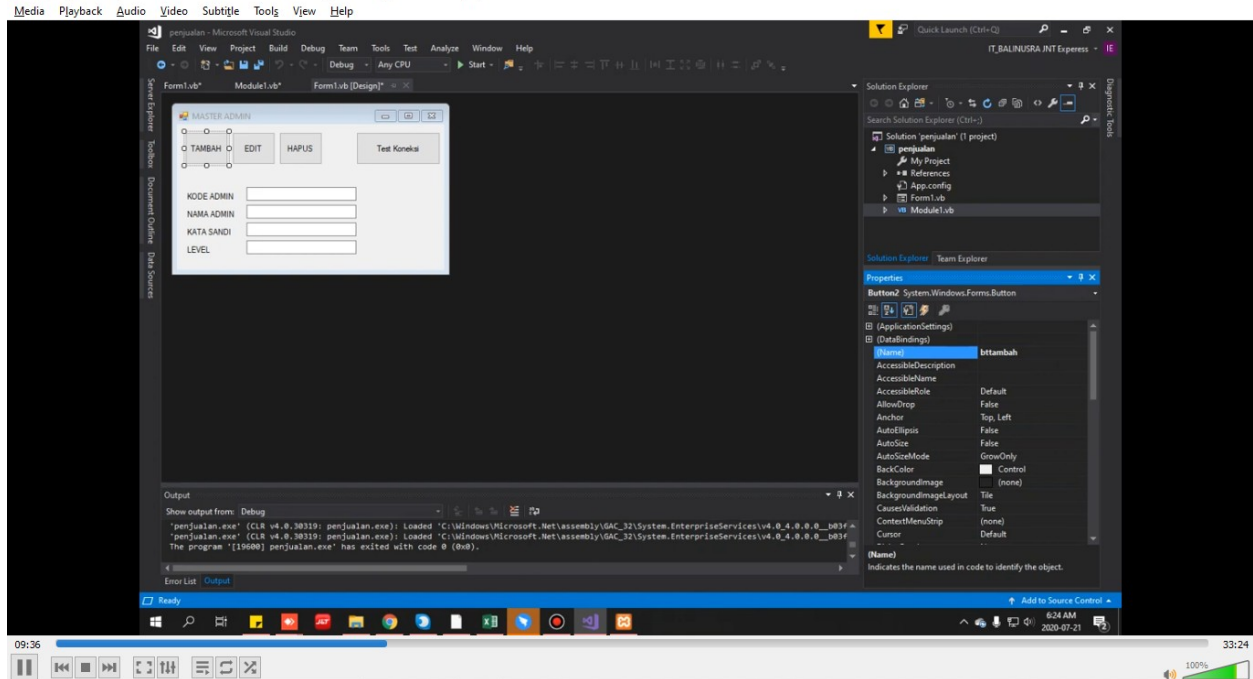 Media Playback Audio Video Subtitle Tools View Help
penjualan - Microsoft Visual Studio
Quick Launch (Ctrl+Q)
File Edit View Project Build Debug Team Tools Test Analyze Window Help
IT_BALINUSRA JNT Experess
IE
Debug Any CPU Start
Server Explorer Toolbox Document Outline Data Sources
Form1.vb* Module1.vb* Form1.vb [Design]*
MASTER ADMIN
TAMBAH EDIT HAPUS Test Koneksi
KODE ADMIN
NAMA ADMIN
KATA SANDI
LEVEL
Solution Explorer
Search Solution Explorer (Ctrl+;)
Solution 'penjualan' (1 project)
penjualan
My Project
References
App.config
Form1.vb
Module1.vb
Solution Explorer Team Explorer
Diagnostic Tools
Properties
Button2 System.Windows.Forms.Button
(ApplicationSettings)
(DataBindings)
(Name) bttambah
AccessibleDescription
AccessibleName
AccessibleRole Default
AllowDrop False
Anchor Top, Left
AutoEllipsis False
AutoSize False
AutoSizeMode GrowOnly
BackColor Control
BackgroundImage (none)
BackgroundImageLayout Tile
CausesValidation True
ContextMenuStrip (none)
Cursor Default
(Name)
Indicates the name used in code to identify the object.
Output
Show output from: Debug
'penjualan.exe' (CLR v4.0.30319: penjualan.exe): Loaded 'C:\Windows\Microsoft.Net\assembly\GAC_32\System.EnterpriseServices\v4.0_4.0.0.0__b03f
'penjualan.exe' (CLR v4.0.30319: penjualan.exe): Loaded 'C:\Windows\Microsoft.Net\assembly\GAC_32\System.EnterpriseServices\v4.0_4.0.0.0__b03f
The program '[19600] penjualan.exe' has exited with code 0 (0x0).
Error List Output
Ready
Add to Source Control
6:24 AM
2020-07-21
09:36
33:24
100%